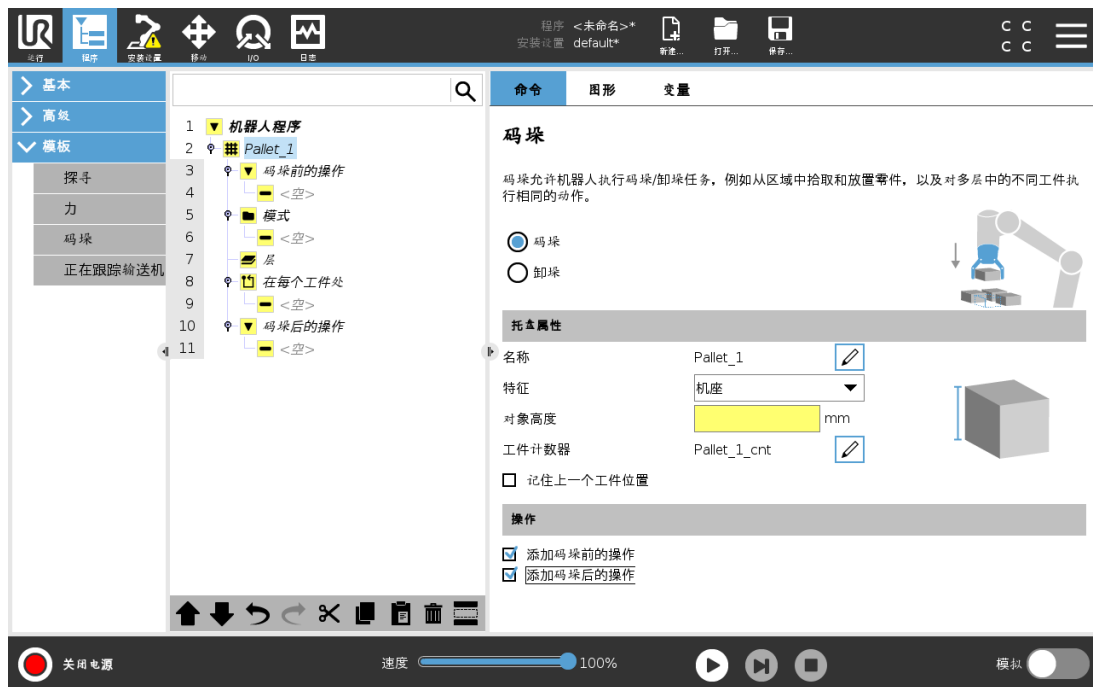 UR
运行
程序
安装设置
移动
I/O
日志
程序 <未命名>*
安装设置 default*
新建...
打开...
保存...
C C
C C
基本
高级
模板
探寻
力
码垛
正在跟踪输送机
1 机器人程序
2 Pallet_1
3 码垛前的操作
4 <空>
5 模式
6 <空>
7 层
8 在每个工件处
9 <空>
10 码垛后的操作
11 <空>
命令 图形 变量
码垛
码垛允许机器人执行码垛/卸垛任务，例如从区域中拾取和放置零件，以及对多层中的不同工件执
行相同的动作。
码垛
卸垛
托盘属性
名称 Pallet_1
特征 机座
对象高度 mm
工件计数器 Pallet_1_cnt
记住上一个工件位置
操作
添加码垛前的操作
添加码垛后的操作
关闭电源
速度 100%
模拟